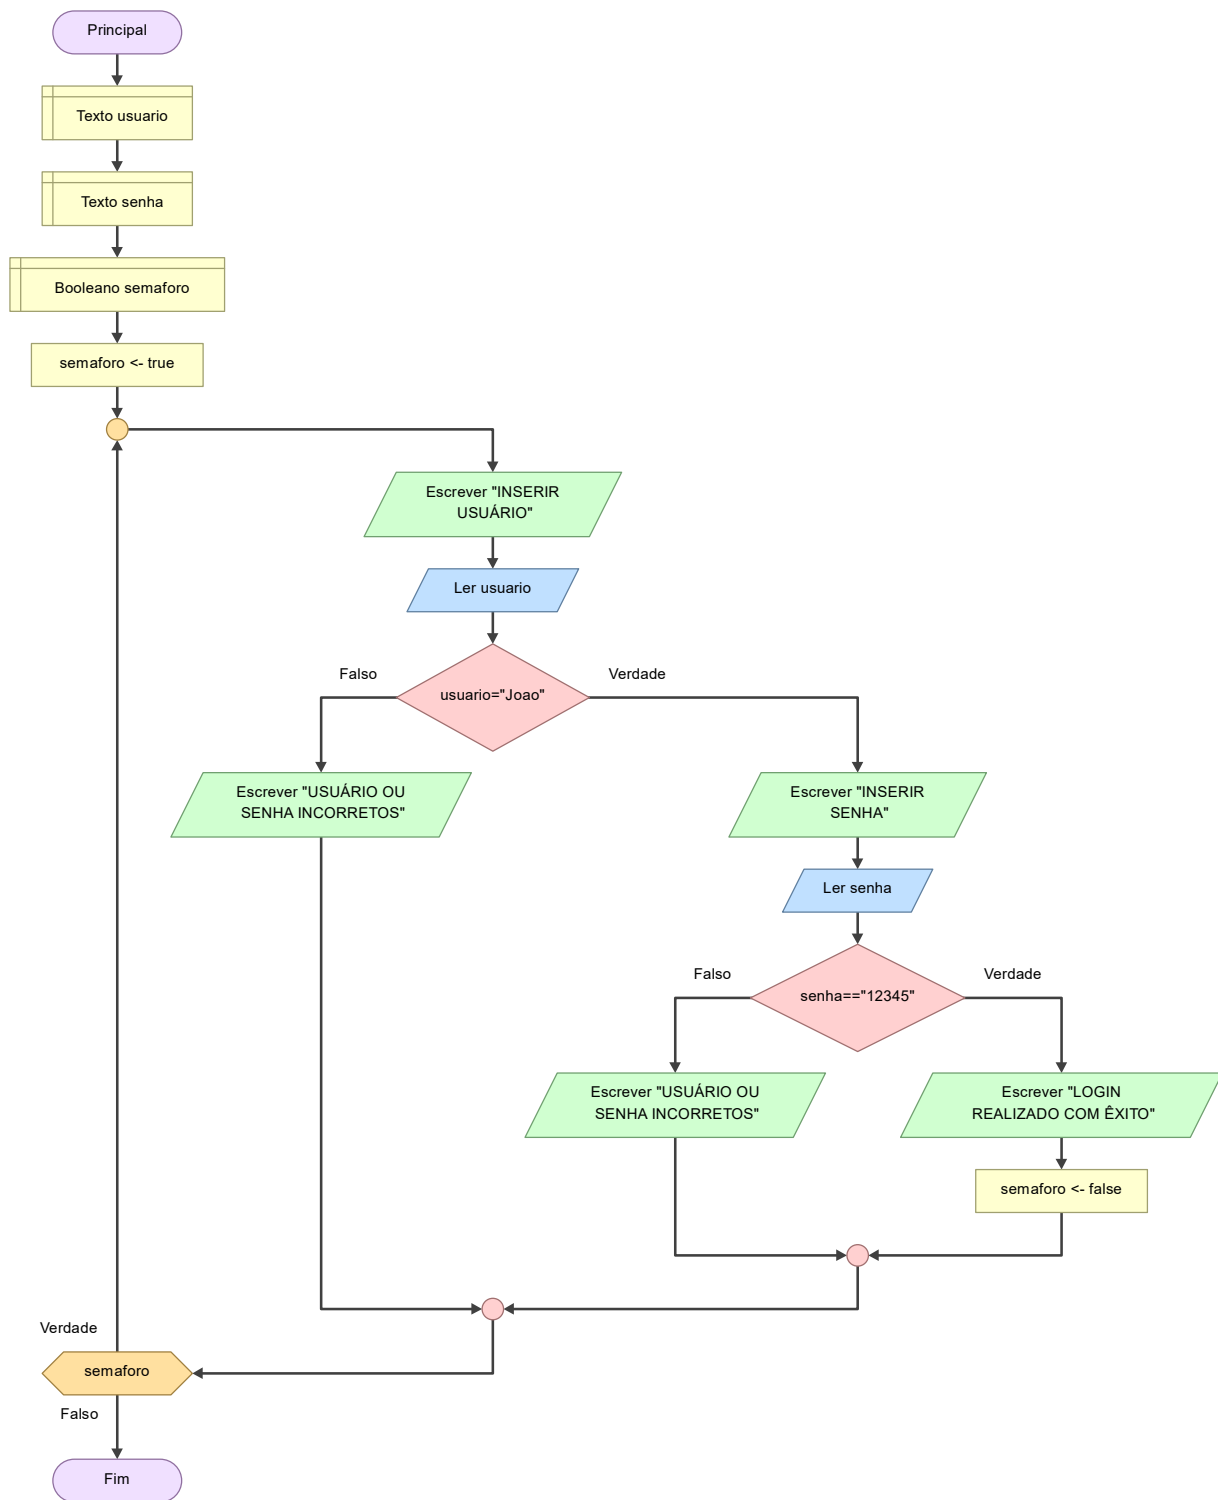 Principal
Texto usuario
Texto senha
Booleano semaforo
semaforo <- true
Escrever "INSERIR
USUÁRIO"
Ler usuario
Falso
usuario="Joao"
Verdade
Escrever "USUÁRIO OU
SENHA INCORRETOS"
Escrever "INSERIR
SENHA"
Ler senha
Falso
senha=="12345"
Verdade
Escrever "USUÁRIO OU
SENHA INCORRETOS"
Escrever "LOGIN
REALIZADO COM ÊXITO"
semaforo <- false
Verdade
semaforo
Falso
Fim